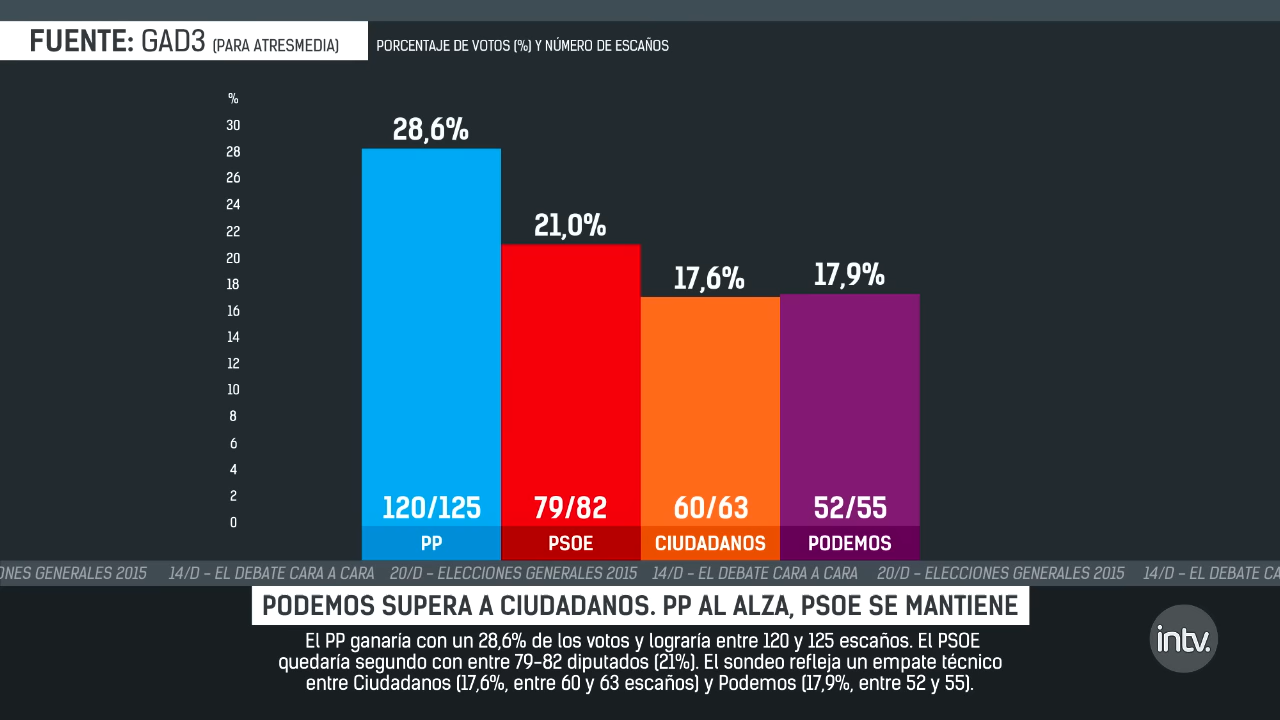 FUENTE: GAD3 (PARA ATRESMEDIA)
PORCENTAJE DE VOTOS (%) Y NÚMERO DE ESCAÑOS
%
30
28
26
24
22
20
18
16
14
12
10
8
6
4
2
0
28,6%
21,0%
17,6%
17,9%
120/125
79/82
60/63
52/55
PP
PSOE
CIUDADANOS
PODEMOS
ONES GENERALES 2015 14/D – EL DEBATE CARA A CARA 20/D – ELECCIONES GENERALES 2015 14/D – EL DEBATE CARA A CARA 20/D – ELECCIONES GENERALES 2015 14/D – EL DEBATE CA
PODEMOS SUPERA A CIUDADANOS. PP AL ALZA, PSOE SE MANTIENE
El PP ganaría con un 28,6% de los votos y lograría entre 120 y 125 escaños. El PSOE
quedaría segundo con entre 79-82 diputados (21%). El sondeo refleja un empate técnico
entre Ciudadanos (17,6%, entre 60 y 63 escaños) y Podemos (17,9%, entre 52 y 55).
intv.